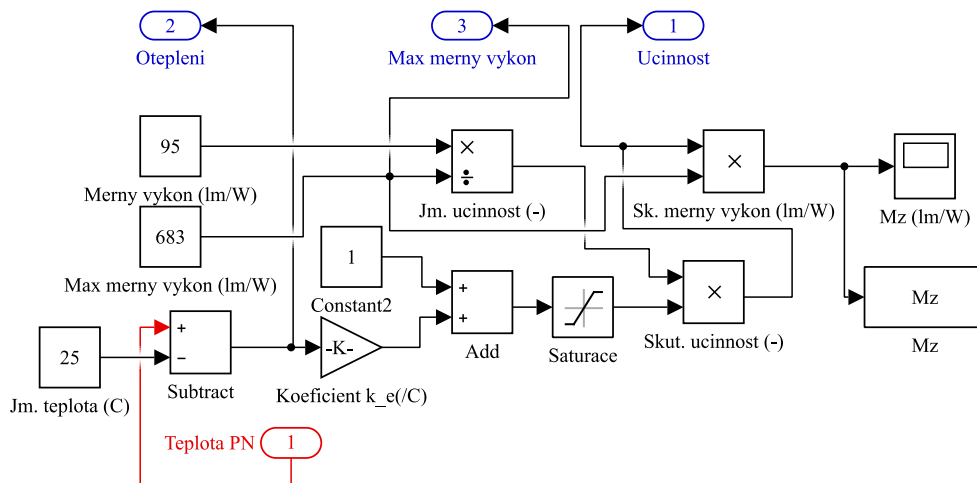 2
Otepleni
3
Max merny vykon
1
Ucinnost
95
Merny vykon (lm/W)
×
÷
Jm. ucinnost (-)
×
Sk. merny vykon (lm/W)
Mz (lm/W)
683
Max merny vykon (lm/W)
1
Constant2
+
+
Add
Saturace
×
Skut. ucinnost (-)
Mz
Mz
25
Jm. teplota (C)
+
−
Subtract
-K-
Koeficient k_e(/C)
Teplota PN
1